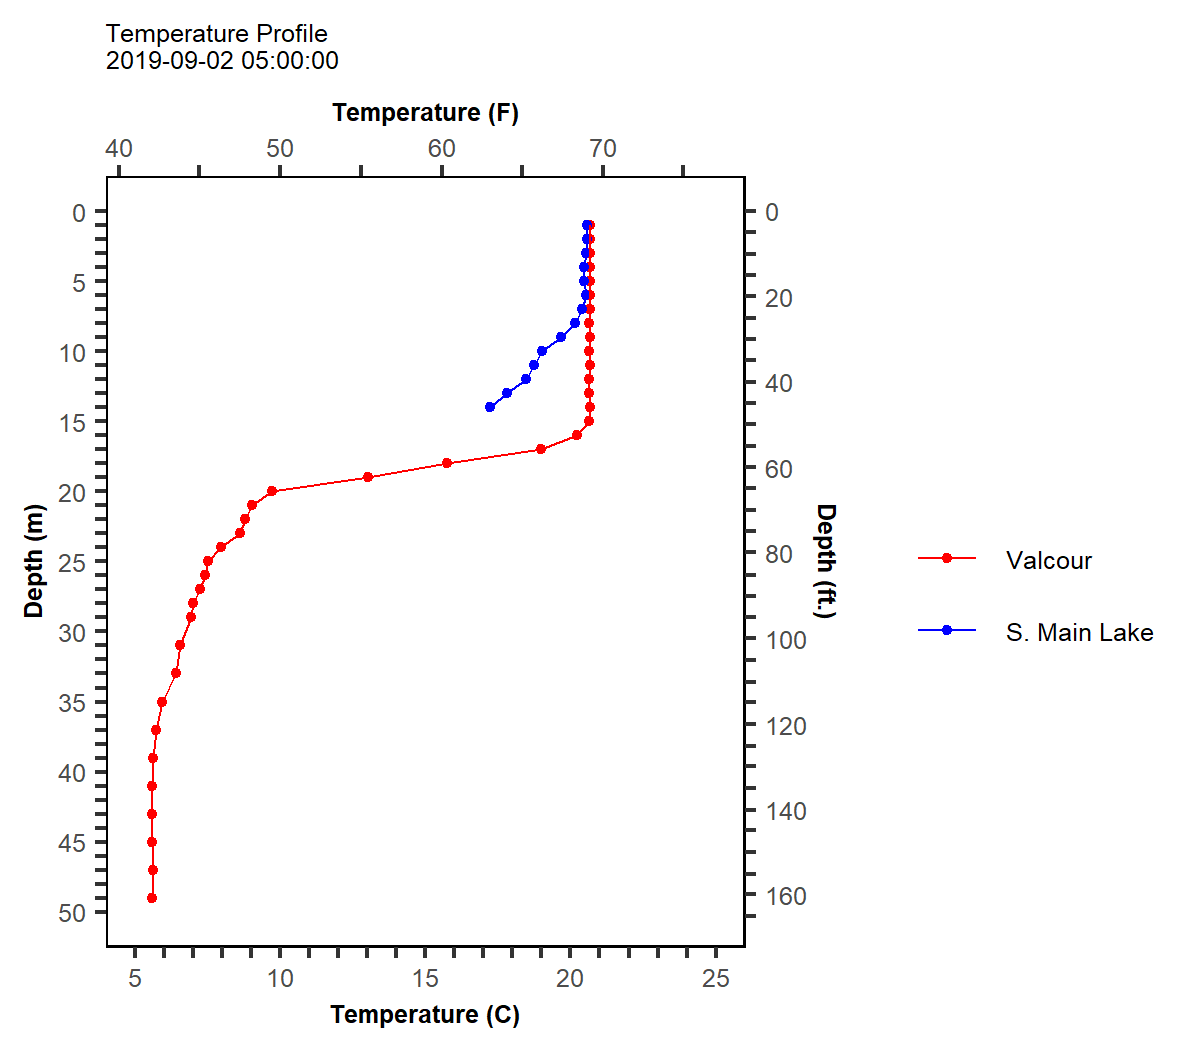 Temperature Profile
2019-09-02 05:00:00
Temperature (F)
40 50 60 70
0
5
10
15
20
25
30
35
40
45
50
Depth (m)
0
20
40
60
80
100
120
140
160
Depth (ft.)
Valcour
S. Main Lake
5 10 15 20 25
Temperature (C)